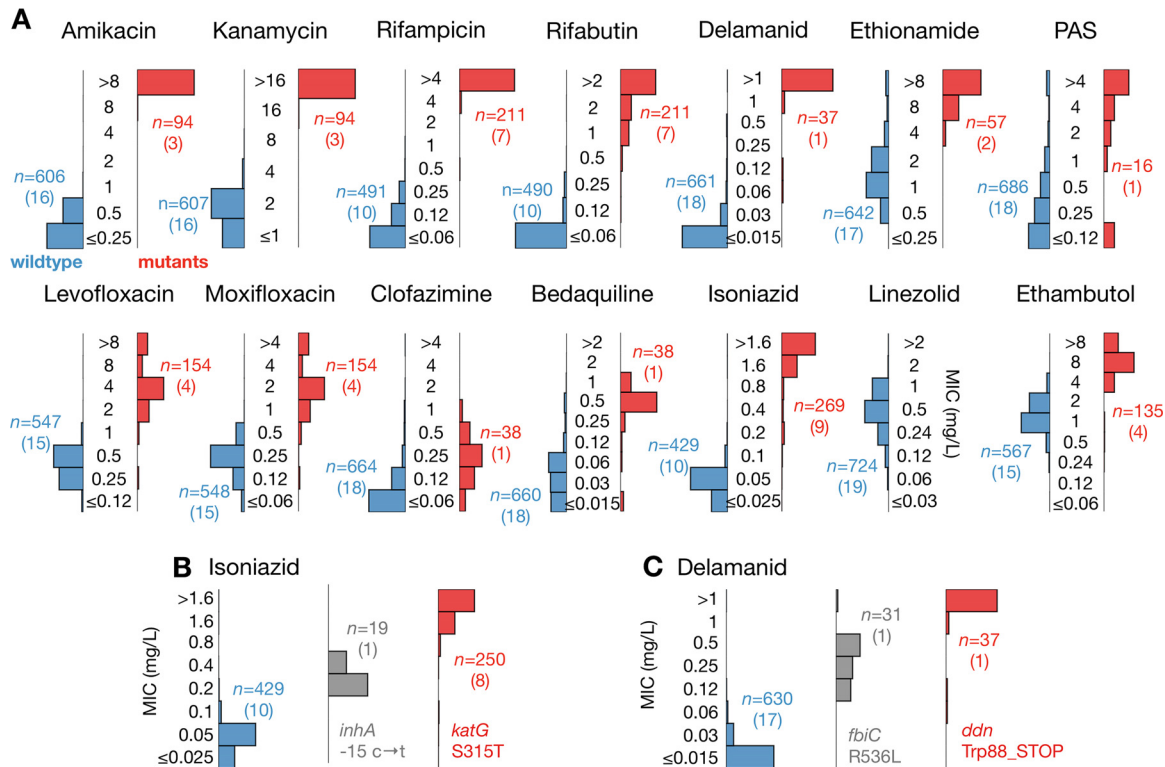 A
Amikacin Kanamycin Rifampicin Rifabutin Delamanid Ethionamide PAS
>8 >16 >4 >2 >1 >8 >4
8 16 4 2 1 8 4
4 8 2 1 0.5 4 2
2 4 1 0.5 0.25 2 1
1 2 0.5 0.25 0.12 1 0.5
0.5 ≤1 0.25 0.12 0.06 0.5 0.25
≤0.25 0.12 ≤0.06 0.03 ≤0.25 ≤0.12
≤0.06 ≤0.015
n=606 n=607 n=491 n=490 n=661 n=642 n=686
(16) (16) (10) (10) (18) (17) (18)
n=94 n=94 n=211 n=211 n=37 n=57 n=16
(3) (3) (7) (7) (1) (2) (1)
wildtype mutants
Levofloxacin Moxifloxacin Clofazimine Bedaquiline Isoniazid Linezolid Ethambutol
>8 >4 >4 >2 >1.6 >2 >8
8 4 4 2 1.6 2 8
4 2 2 1 0.8 1 4
2 1 1 0.5 0.4 0.5 2
1 0.5 0.5 0.25 0.2 0.24 1
0.5 0.25 0.25 0.12 0.1 0.12 0.5
0.25 0.12 0.12 0.06 0.05 0.06 0.24
≤0.12 ≤0.06 ≤0.06 0.03 ≤0.025 ≤0.03 0.12
≤0.015 ≤0.06
n=547 n=548 n=664 n=660 n=429 n=724 n=567
(15) (15) (18) (18) (10) (19) (15)
n=154 n=154 n=38 n=38 n=269 n=135
(4) (4) (1) (1) (9) (4)
MIC (mg/L)
B Isoniazid
MIC (mg/L)
>1.6
1.6
0.8
0.4
0.2
0.1
0.05
≤0.025
n=429
(10)
n=19
(1)
inhA
-15 c→t
n=250
(8)
katG
S315T
C Delamanid
MIC (mg/L)
>1
1
0.5
0.25
0.12
0.06
0.03
≤0.015
n=630
(17)
n=31
(1)
fbiC
R536L
n=37
(1)
ddn
Trp88_STOP